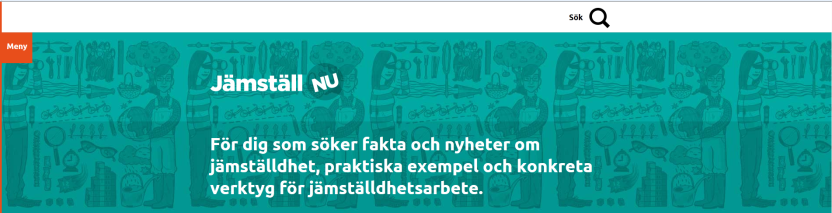 Sök
Meny
Jämställ NU
För dig som söker fakta och nyheter om
jämställdhet, praktiska exempel och konkreta
verktyg för jämställdhetsarbete.